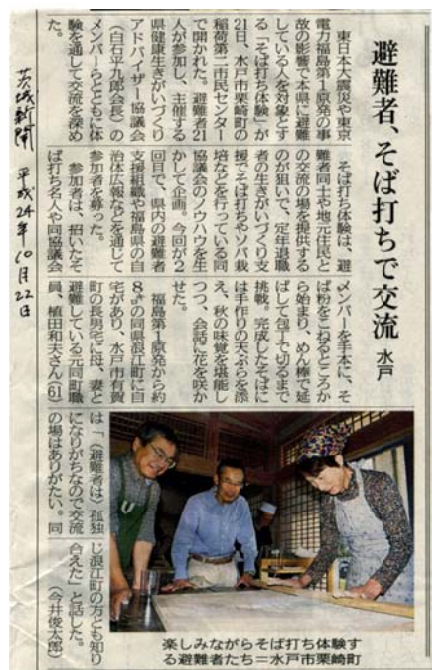 避難者、そば打ちで交流 水戸
東日本大震災や東京
電力福島第1原発の事
故の影響で本県に避難
している人を対象とす
る「そば打ち体験」が
21日、水戸市栗崎町の
稲荷第二市民センター
で開かれた。避難者21
人が参加し、主催する
県健康生きがいづくり
アドバイザー協議会
(白石平九郎会長)の
メンバーらとともに体
験を通して交流を深め
た。
そば打ち体験は、避
難者同士や地元住民と
の交流の場を提供する
のが狙いで、定年退職
者の生きがいづくり支
援でそば打ちやソバ栽
培などを行っている同
協議会のノウハウを生
かして企画。今回が2
回目で、県内の避難者
支援組織や福島県の自
治体広報などを通じて
参加者を募った。
参加者は、招いたそ
ば打ち名人や同協議会
メンバーを手本に、そ
ば粉をこねるところか
ら始まり、めん棒で延
ばして包丁で切るまで
挑戦。完成したそばに
は手作りの天ぷらを添
え、秋の味覚を堪能し
つつ、会話に花を咲か
せた。
福島第1原発から約
8㌔の同県浪江町に自
宅があり、水戸市有賀
町の長男宅に母、妻と
避難している元同町職
員、植田和夫さん(61)
は「(避難者は)孤独
になりがちなので交流
の場はありがたい。同
じ浪江町の方とも知り
合えた」と話した。
(今井俊太郎)
楽しみながらそば打ち体験す
る避難者たち=水戸市栗崎町
茨城新聞 平成24年10月22日